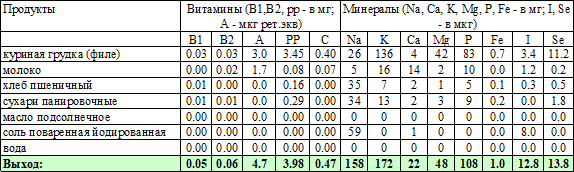 Продукты Витамины (B1,B2, pp - в мг; Минералы (Na, Ca, K, Mg, P, Fe - в мг; I, Se
А - мкг рет.экв) - в мкг)
B1 B2 A PP C Na K Ca Mg P Fe I Se
куриная грудка (филе) 0.03 0.03 3.0 3.45 0.40 26 136 4 42 83 0.7 3.4 11.2
молоко 0.00 0.02 1.7 0.08 0.07 5 16 14 2 10 0.0 1.2 0.2
хлеб пшеничный 0.01 0.00 0.0 0.16 0.00 35 7 2 1 5 0.1 0.3 0.5
сухари панировочные 0.01 0.01 0.0 0.29 0.00 34 13 2 3 9 0.2 0.0 1.8
масло подсолнечное 0.00 0.00 0.0 0.00 0.00 0 0 0 0 0 0.0 0.0 0.0
соль поваренная йодированная 0.00 0.00 0.0 0.00 0.00 59 0 1 0 0 0.0 8.0 0.0
вода 0.00 0.00 0.0 0.00 0.00 0 0 0 0 0 0.0 0.0 0.0
Выход: 0.05 0.06 4.7 3.98 0.47 158 172 22 48 108 1.0 12.8 13.8